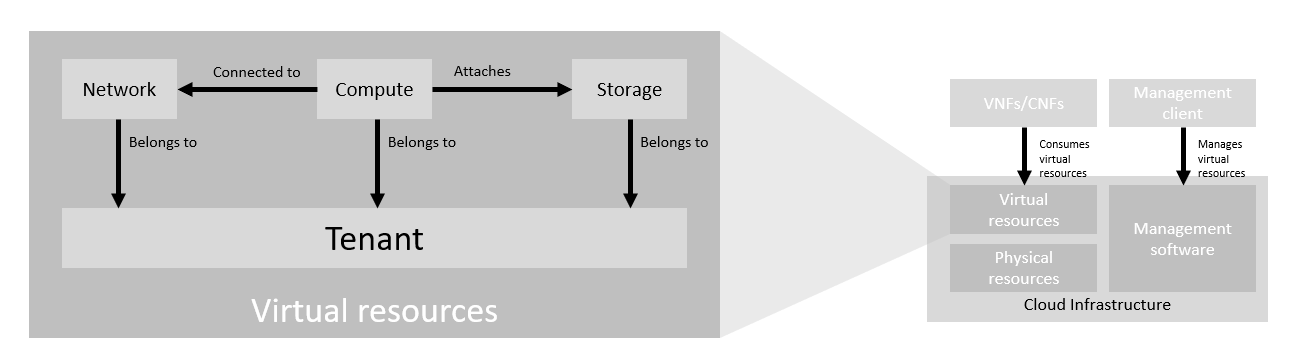 Network
Connected to
Compute
Attaches
Storage
Belongs to
Belongs to
Belongs to
Tenant
Virtual resources
VNFs/CNFs
Management
client
Consumes
virtual
resources
Manages
virtual
resources
Virtual
resources
Management
software
Physical
resources
Cloud Infrastructure